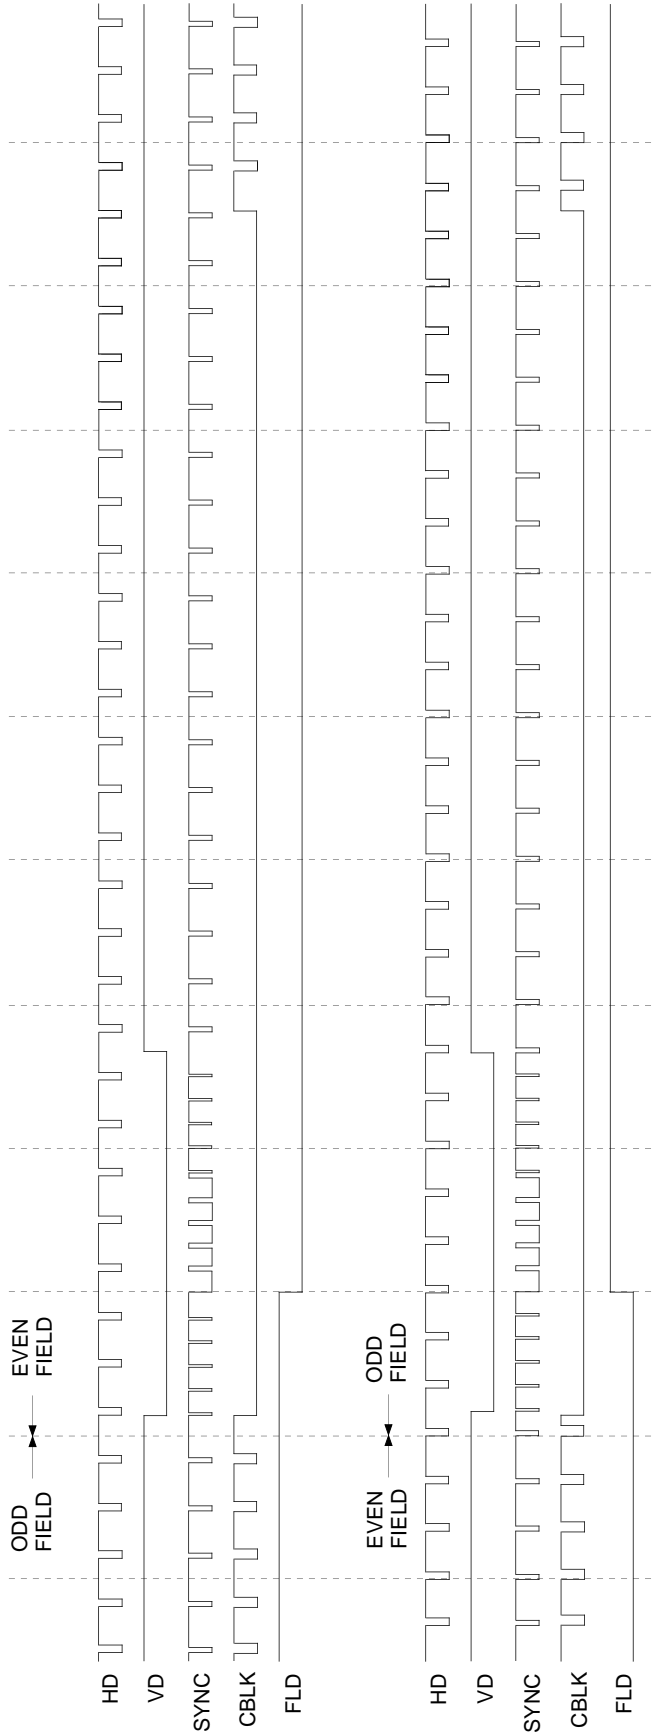 ODD
FIELD
EVEN
FIELD
HD
VD
SYNC
CBLK
FLD
EVEN
FIELD
ODD
FIELD
HD
VD
SYNC
CBLK
FLD